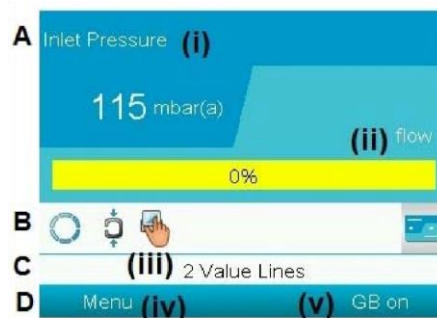 A Inlet Pressure (i)
115 mbar(a)
(ii) flow
0%
B
(iii)
C 2 Value Lines
D Menu (iv) (v) GB on